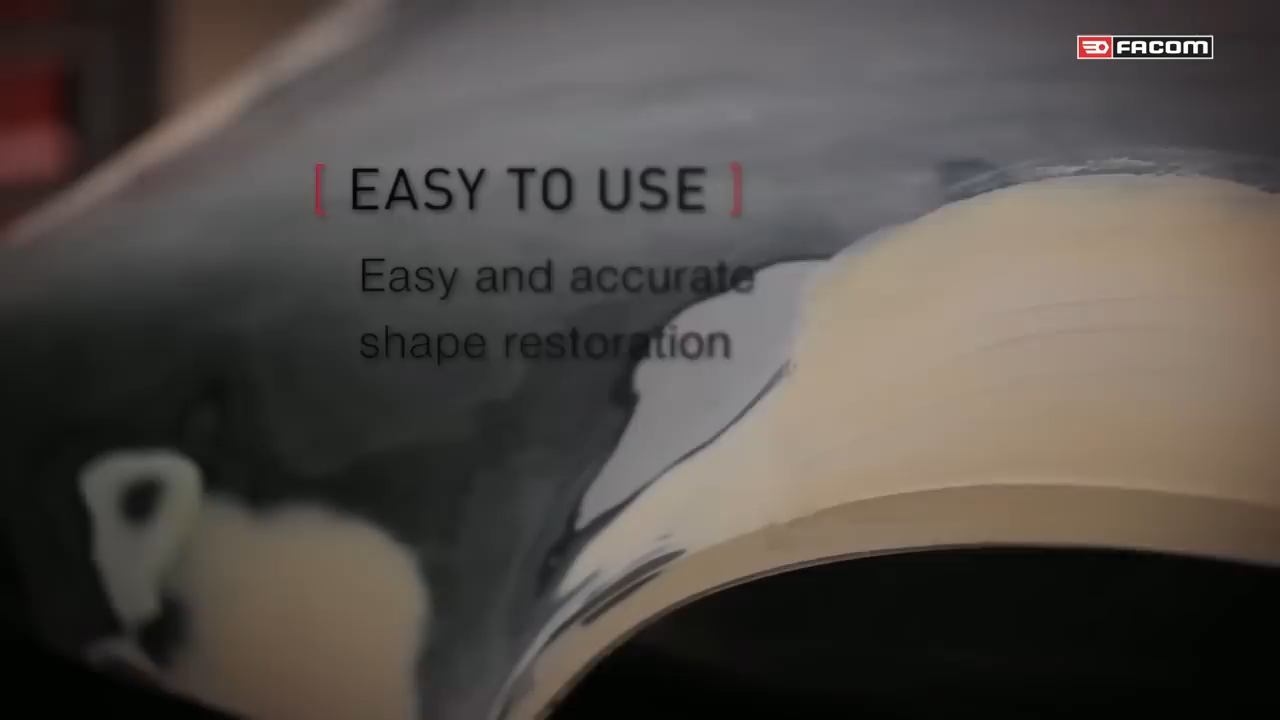 FACOM
[ EASY TO USE ]
Easy and accurate
shape restoration